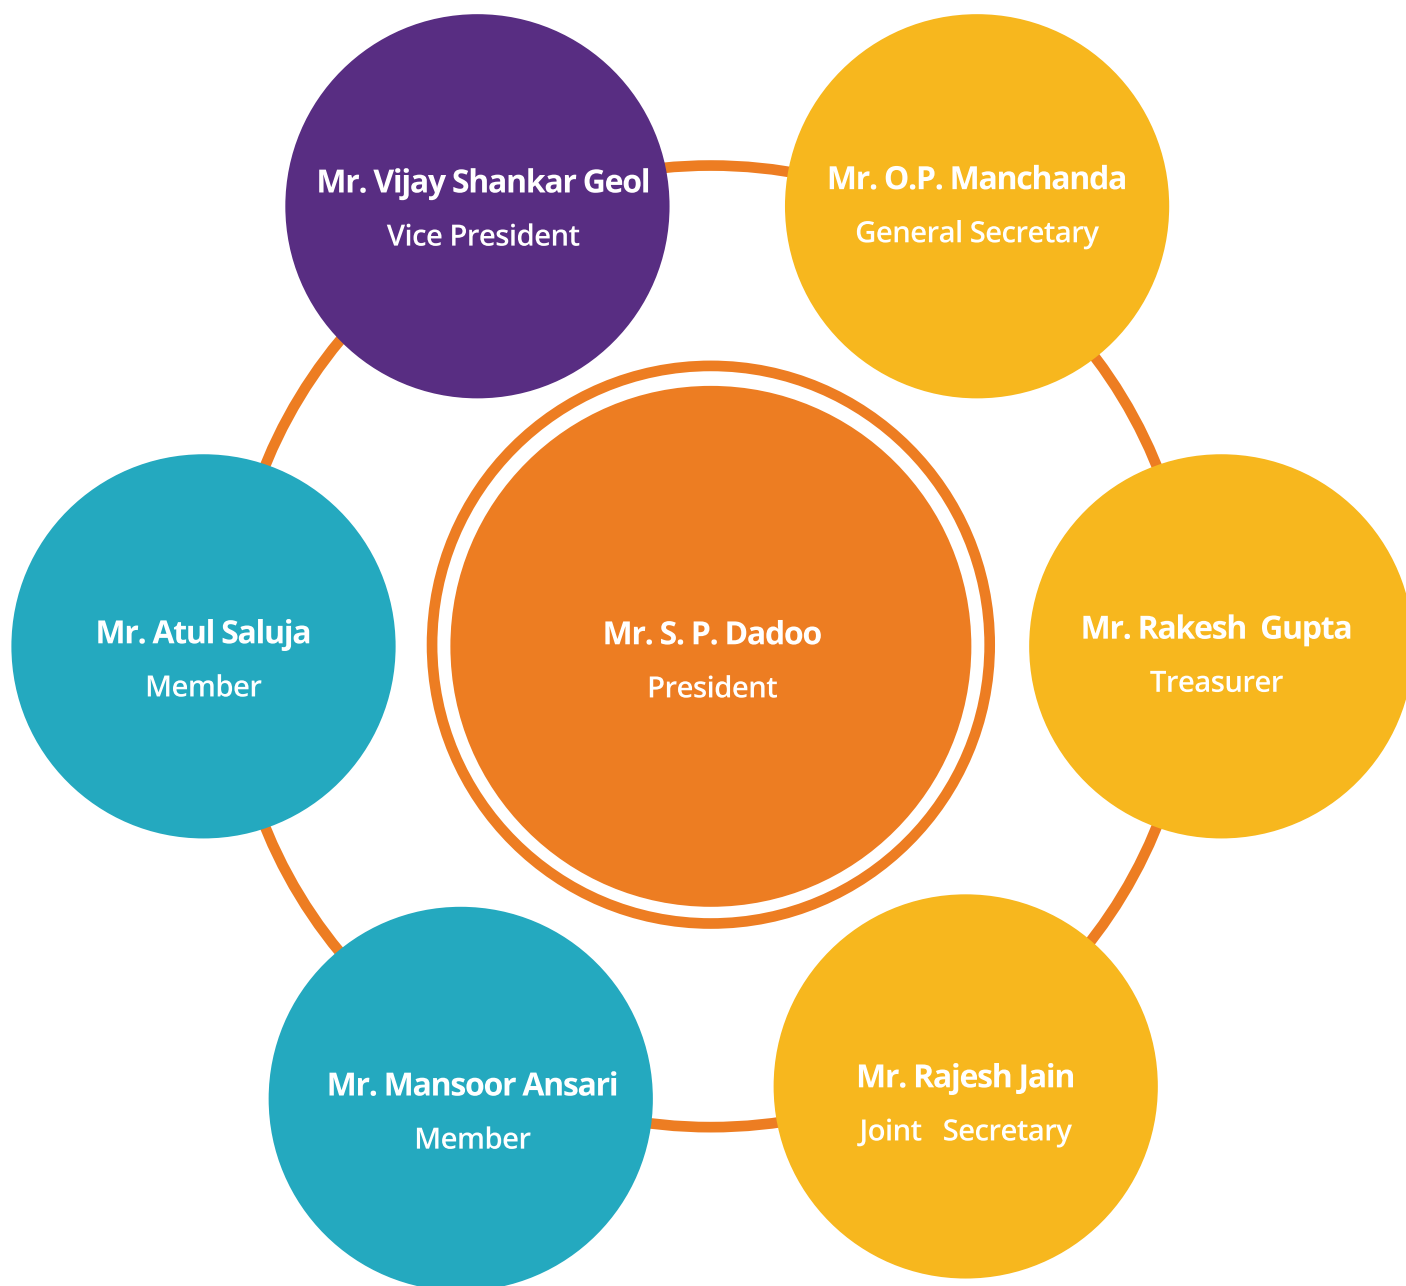 Mr. Vijay Shankar Geol
Vice President
Mr. O.P. Manchanda
General Secretary
Mr. Atul Saluja
Member
Mr. S. P. Dadoo
President
Mr. Rakesh Gupta
Treasurer
Mr. Mansoor Ansari
Member
Mr. Rajesh Jain
Joint Secretary